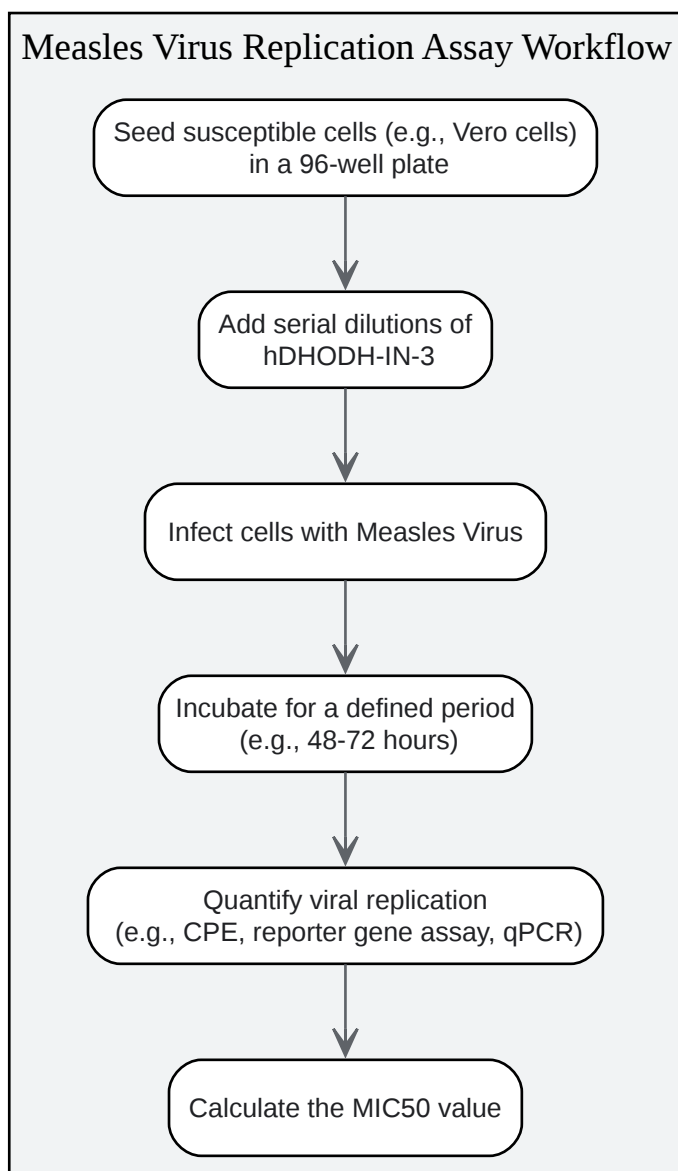 Measles Virus Replication Assay Workflow
Seed susceptible cells (e.g., Vero cells)
in a 96-well plate
Add serial dilutions of
hDHODH-IN-3
Infect cells with Measles Virus
Incubate for a defined period
(e.g., 48-72 hours)
Quantify viral replication
(e.g., CPE, reporter gene assay, qPCR)
Calculate the MIC50 value